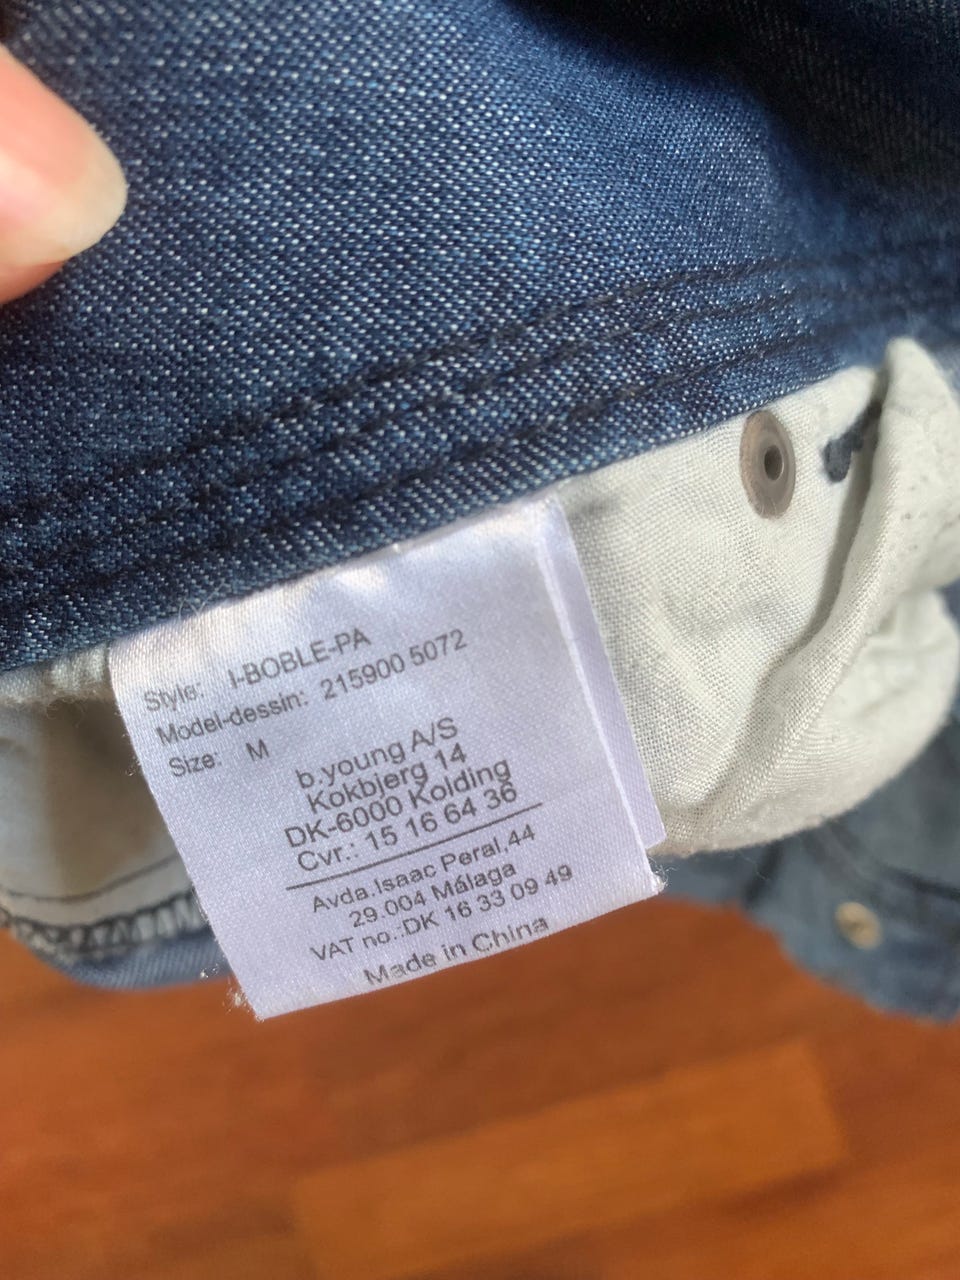 Style: I-BOBLE-PA
Model-dessin: 215900 5072
Size: M
b.young A/S
Kokbjerg 14
DK-6000 Kolding
Cvr.: 15 16 64 36
Avda.Isaac Peral.44
29.004 Málaga
VAT no.:DK 16 33 09 49
Made in China